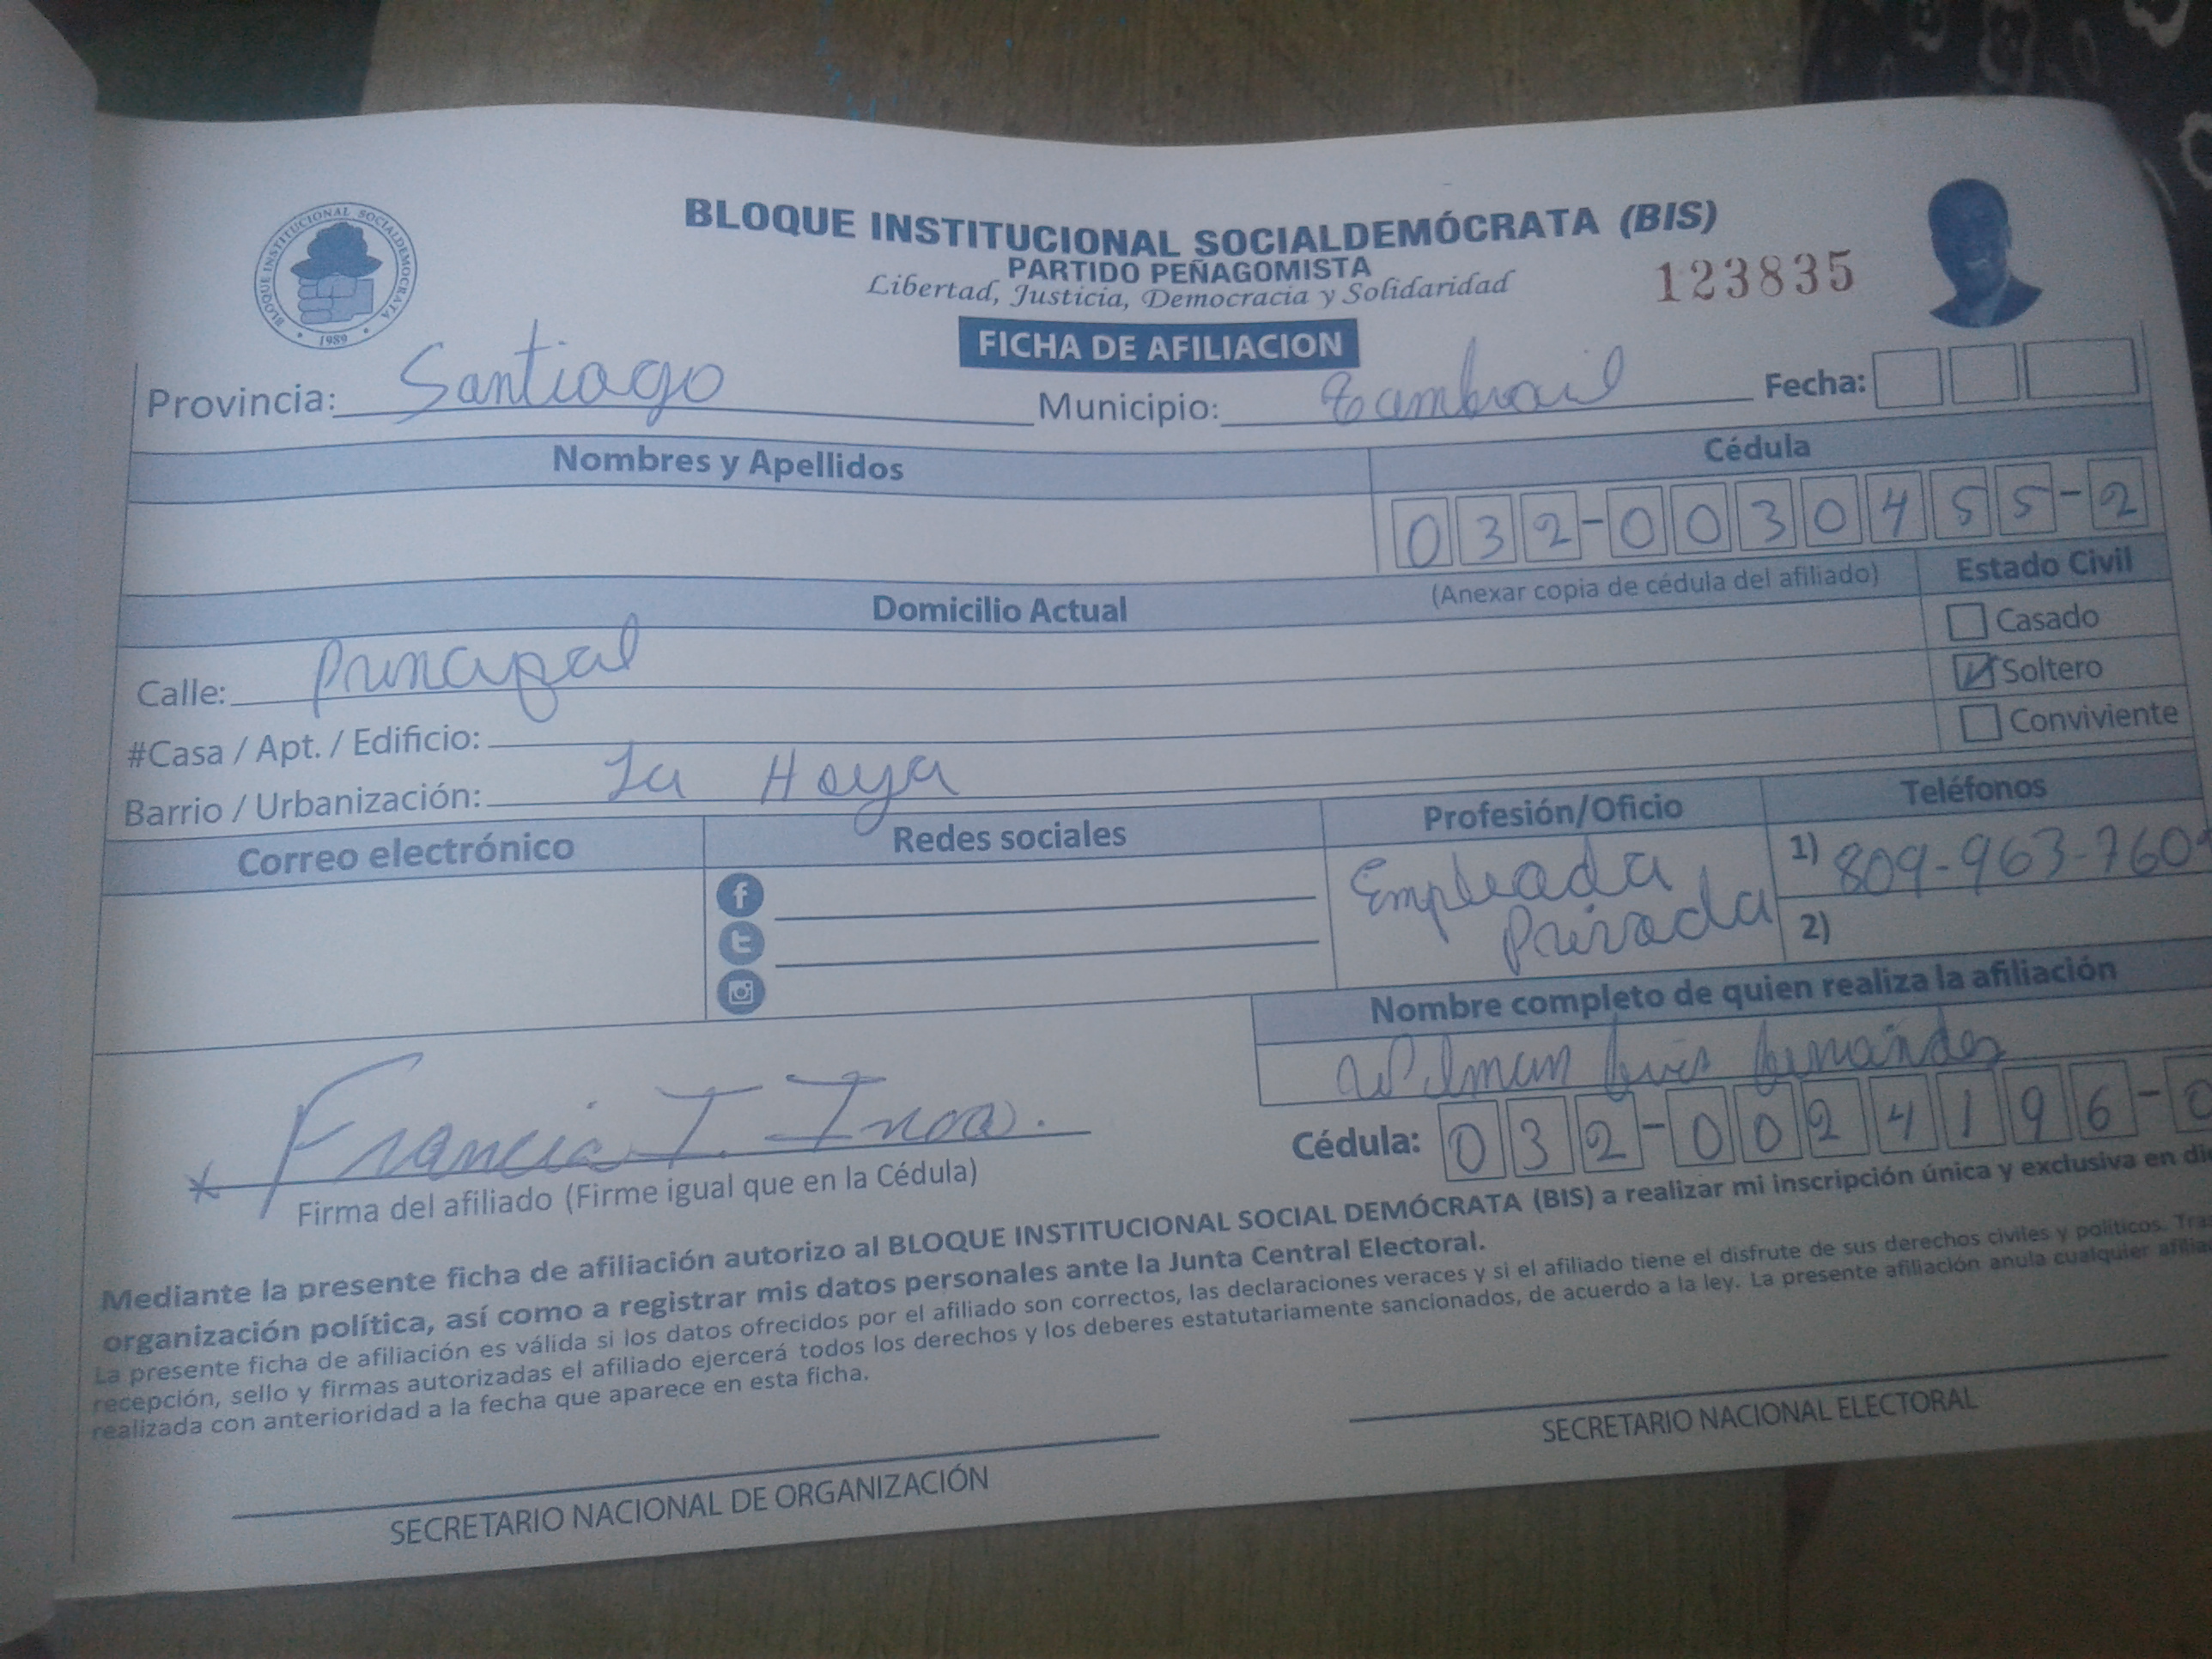 BLOQUE INSTITUCIONAL SOCIALDEMOCRATA
1989
BLOQUE INSTITUCIONAL SOCIALDEMÓCRATA (BIS)
PARTIDO PEÑAGOMISTA
Libertad, Justicia, Democracia y Solidaridad
123835
FICHA DE AFILIACION
Provincia: Santiago Municipio: Fecha:
Nombres y Apellidos Cédula
032-0030455-2
Domicilio Actual (Anexar copia de cédula del afiliado) Estado Civil
Casado
Calle: Principal Soltero
#Casa / Apt. / Edificio: Conviviente
Barrio / Urbanización: La Hoya
Correo electrónico Redes sociales Profesión/Oficio Teléfonos
Empleada Privada
1) 809-963-760
2)
Nombre completo de quien realiza la afiliación
Francia T. Inoa.
Cédula: 032-0024196-
Firma del afiliado (Firme igual que en la Cédula)
Mediante la presente ficha de afiliación autorizo al BLOQUE INSTITUCIONAL SOCIAL DEMÓCRATA (BIS) a realizar mi inscripción única y exclusiva en
organización política, así como a registrar mis datos personales ante la Junta Central Electoral.
La presente ficha de afiliación es válida si los datos ofrecidos por el afiliado son correctos, las declaraciones veraces y si el afiliado tiene el disfrute de sus derechos civiles y políticos.
recepción, sello y firmas autorizadas el afiliado ejercerá todos los derechos y los deberes estatutariamente sancionados, de acuerdo a la ley. La presente afiliación anula cualquier
realizada con anterioridad a la fecha que aparece en esta ficha.
SECRETARIO NACIONAL DE ORGANIZACIÓN
SECRETARIO NACIONAL ELECTORAL